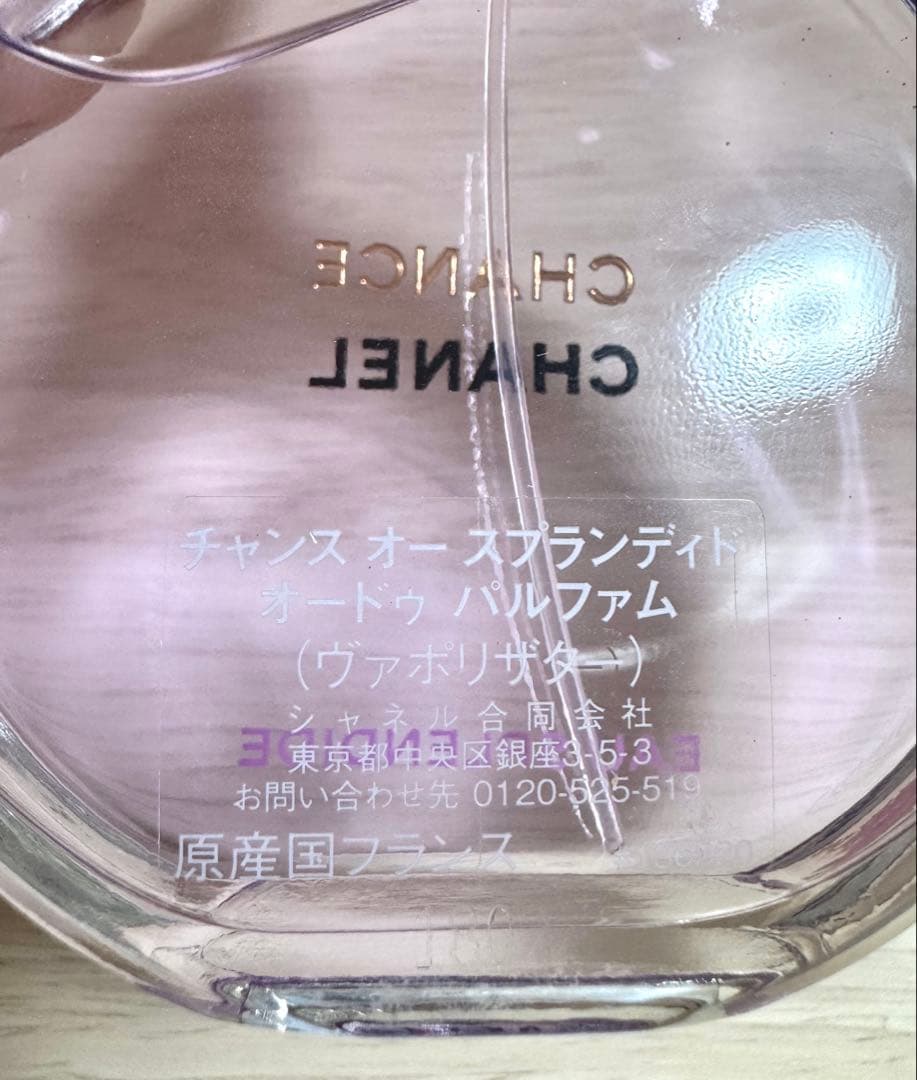 CHANCE
CHANEL
チャンス オー スプランディド
オードゥ パルファム
(ヴァポリザター)
シャネル合同会社
EAU SPLENDIDE
東京都中央区銀座3-5-3
お問い合わせ先 0120-525-519
原産国フランス